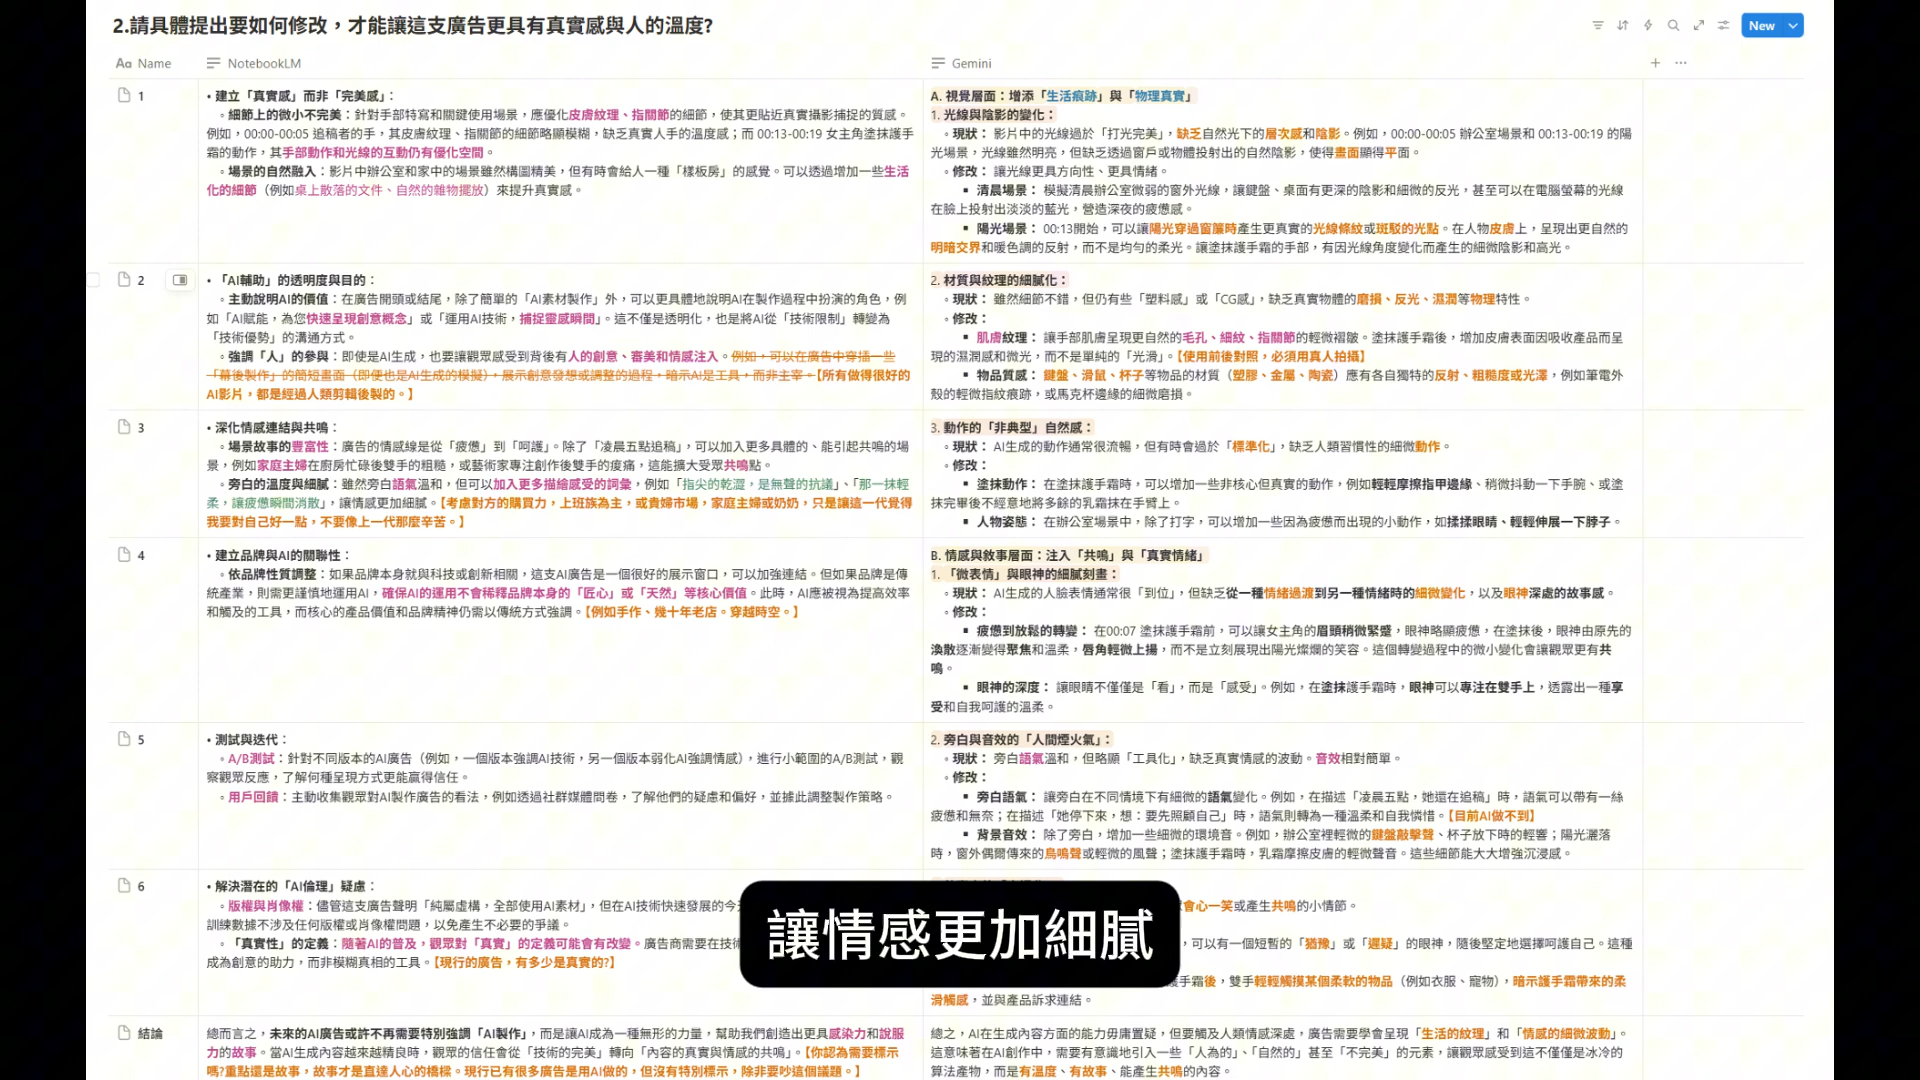 2.請具體提出要如何修改，才能讓這支廣告更具有真實感與人的溫度?
New
Aa Name
NotebookLM
Gemini
1
• 建立「真實感」而非「完美感」：
◦ 細節上的微小不完美：針對手部特寫和關鍵使用場景，應優化皮膚紋理、指關節的細節，使其更貼近真實攝影捕捉的質感。
例如，00:00-00:05 追稿者的手，其皮膚紋理、指關節的細節略顯模糊，缺乏真實人手的溫度感；而 00:13-00:19 女主角塗抹護手
霜的動作，其手部動作和光線的互動仍有優化空間。
◦ 場景的自然融入：影片中辦公室和家中的場景雖然構圖精美，但有時會給人一種「樣板房」的感覺。可以透過增加一些生活
化的細節（例如桌上散落的文件、自然的雜物擺放）來提升真實感。
A. 視覺層面：增添「生活痕跡」與「物理真實」
1. 光線與陰影的變化：
◦ 現狀： 影片中的光線過於「打光完美」，缺乏自然光下的層次感和陰影。例如，00:00-00:05 辦公室場景和 00:13-00:19 的陽
光場景，光線雖然明亮，但缺乏透過窗戶或物體投射出的自然陰影，使得畫面顯得平面。
◦ 修改： 讓光線更具方向性、更具情緒。
▪ 清晨場景： 模擬清晨辦公室微弱的窗外光線，讓鍵盤、桌面有更深的陰影和細微的反光，甚至可以在電腦螢幕的光線
在臉上投射出淡淡的藍光，營造深夜的疲憊感。
▪ 陽光場景： 00:13開始，可以讓陽光穿過窗簾時產生更真實的光線條紋或斑駁的光點。在人物皮膚上，呈現出更自然的
明暗交界和暖色調的反射，而不是均勻的柔光。讓塗抹護手霜的手部，有因光線角度變化而產生的細微陰影和高光。
2
• 「AI輔助」的透明度與目的：
◦ 主動說明AI的價值：在廣告開頭或結尾，除了簡單的「AI素材製作」外，可以更具體地說明AI在製作過程中扮演的角色，例
如「AI賦能，為您快速呈現創意概念」或「運用AI技術，捕捉靈感瞬間」。這不僅是透明化，也是將AI從「技術限制」轉變為
「技術優勢」的溝通方式。
◦ 強調「人」的參與：即使是AI生成，也要讓觀眾感受到背後有人的創意、審美和情感注入。例如，可以在廣告中穿插一些
「幕後製作」的簡短畫面（即便也是AI生成的模擬），展示創意發想或調整的過程，暗示AI是工具，而非主宰。【所有做得很好的
AI影片，都是經過人類剪輯後製的。】
2. 材質與紋理的細膩化：
◦ 現狀： 雖然細節不錯，但仍有些「塑料感」或「CG感」，缺乏真實物體的磨損、反光、濕潤等物理特性。
◦ 修改：
▪ 肌膚紋理： 讓手部肌膚呈現更自然的毛孔、細紋、指關節的輕微褶皺。塗抹護手霜後，增加皮膚表面因吸收產品而呈
現的濕潤感和微光，而不是單純的「光滑」。【使用前後對照，必須用真人拍攝】
▪ 物品質感： 鍵盤、滑鼠、杯子等物品的材質（塑膠、金屬、陶瓷）應有各自獨特的反射、粗糙度或光澤，例如筆電外
殼的輕微指紋痕跡，或馬克杯邊緣的細微磨損。
3
• 深化情感連結與共鳴：
◦ 場景故事的豐富性：廣告的情感線是從「疲憊」到「呵護」。除了「凌晨五點追稿」，可以加入更多具體的、能引起共鳴的場
景，例如家庭主婦在廚房忙碌後雙手的粗糙，或藝術家專注創作後雙手的痠痛，這能擴大受眾共鳴點。
◦ 旁白的溫度與細膩：雖然旁白語氣溫和，但可以加入更多描繪感受的詞彙，例如「指尖的乾澀，是無聲的抗議」、「那一抹輕
柔，讓疲憊瞬間消散」，讓情感更加細膩。【考慮對方的購買力，上班族為主，或貴婦市場，家庭主婦或奶奶，只是讓這一代覺得
我要對自己好一點，不要像上一代那麼辛苦。】
3. 動作的「非典型」自然感：
◦ 現狀： AI生成的動作通常很流暢，但有時會過於「標準化」，缺乏人類習慣性的細微動作。
◦ 修改：
▪ 塗抹動作： 在塗抹護手霜時，可以增加一些非核心但真實的動作，例如輕輕摩擦指甲邊緣、稍微抖動一下手腕、或塗
抹完畢後不經意地將多餘的乳霜抹在手臂上。
▪ 人物姿態： 在辦公室場景中，除了打字，可以增加一些因為疲憊而出現的小動作，如揉揉眼睛、輕輕伸展一下脖子。
4
• 建立品牌與AI的關聯性：
◦ 依品牌性質調整：如果品牌本身就與科技或創新相關，這支AI廣告是一個很好的展示窗口，可以加強連結。但如果品牌是傳
統產業，則需更謹慎地運用AI，確保AI的運用不會稀釋品牌本身的「匠心」或「天然」等核心價值。此時，AI應被視為提高效率
和觸及的工具，而核心的產品價值和品牌精神仍需以傳統方式強調。【例如手作、幾十年老店。穿越時空。】
B. 情感與敘事層面：注入「共鳴」與「真實情緒」
1. 「微表情」與眼神的細膩刻畫：
◦ 現狀： AI生成的人臉表情通常很「到位」，但缺乏從一種情緒過渡到另一種情緒時的細微變化，以及眼神深處的故事感。
◦ 修改：
▪ 疲憊到放鬆的轉變： 在00:07 塗抹護手霜前，可以讓女主角的眉頭稍微緊蹙，眼神略顯疲憊，在塗抹後，眼神由原先的
渙散逐漸變得聚焦和溫柔，唇角輕微上揚，而不是立刻展現出陽光燦爛的笑容。這個轉變過程中的微小變化會讓觀眾更有共
鳴。
▪ 眼神的深度： 讓眼睛不僅僅是「看」，而是「感受」。例如，在塗抹護手霜時，眼神可以專注在雙手上，透露出一種享
受和自我呵護的溫柔。
5
• 測試與迭代：
◦ A/B測試：針對不同版本的AI廣告（例如，一個版本強調AI技術，另一個版本弱化AI強調情感），進行小範圍的A/B測試，觀
察觀眾反應，了解何種呈現方式更能贏得信任。
◦ 用戶回饋：主動收集觀眾對AI製作廣告的看法，例如透過社群媒體問卷，了解他們的疑慮和偏好，並據此調整製作策略。
2. 旁白與音效的「人間煙火氣」：
◦ 現狀： 旁白語氣溫和，但略顯「工具化」，缺乏真實情感的波動。音效相對簡單。
◦ 修改：
▪ 旁白語氣： 讓旁白在不同情境下有細微的語氣變化。例如，在描述「凌晨五點，她還在追稿」時，語氣可以帶有一絲
疲憊和無奈；在描述「她停下來，想：要先照顧自己」時，語氣則轉為一種溫柔和自我憐惜。【目前AI做不到】
▪ 背景音效： 除了旁白，增加一些細微的環境音。例如，辦公室裡輕微的鍵盤敲擊聲、杯子放下時的輕響；陽光灑落
時，窗外偶爾傳來的鳥鳴聲或輕微的風聲；塗抹護手霜時，乳霜摩擦皮膚的輕微聲音。這些細節能大大增強沉浸感。
6
• 解決潛在的「AI倫理」疑慮：
◦ 版權與肖像權：儘管這支廣告聲明「純屬虛構，全部使用AI素材」，但在AI技術快速發展的今
訓練數據不涉及任何版權或肖像權問題，以免產生不必要的爭議。
◦ 「真實性」的定義：隨著AI的普及，觀眾對「真實」的定義可能會有改變。廣告商需要在技
成為創意的助力，而非模糊真相的工具。【現行的廣告，有多少是真實的?】
會心一笑或產生共鳴的小情節。
，可以有一個短暫的「猶豫」或「遲疑」的眼神，隨後堅定地選擇呵護自己。這種
手霜後，雙手輕輕觸摸某個柔軟的物品（例如衣服、寵物），暗示護手霜帶來的柔
滑觸感，並與產品訴求連結。
讓情感更加細膩
結論
總而言之，未來的AI廣告或許不再需要特別強調「AI製作」，而是讓AI成為一種無形的力量，幫助我們創造出更具感染力和說服
力的故事。當AI生成內容越來越精良時，觀眾的信任會從「技術的完美」轉向「內容的真實與情感的共鳴」。【你認為需要標示
嗎?重點還是故事，故事才是直達人心的橋樑。現行已有很多廣告是用AI做的，但沒有特別標示，除非要吵這個議題。】
總之，AI在生成內容方面的能力毋庸置疑，但要觸及人類情感深處，廣告需要學會呈現「生活的紋理」和「情感的細微波動」。
這意味著在AI創作中，需要有意識地引入一些「人為的」、「自然的」甚至「不完美」的元素，讓觀眾感受到這不僅僅是冰冷的
算法產物，而是有溫度、有故事、能產生共鳴的內容。